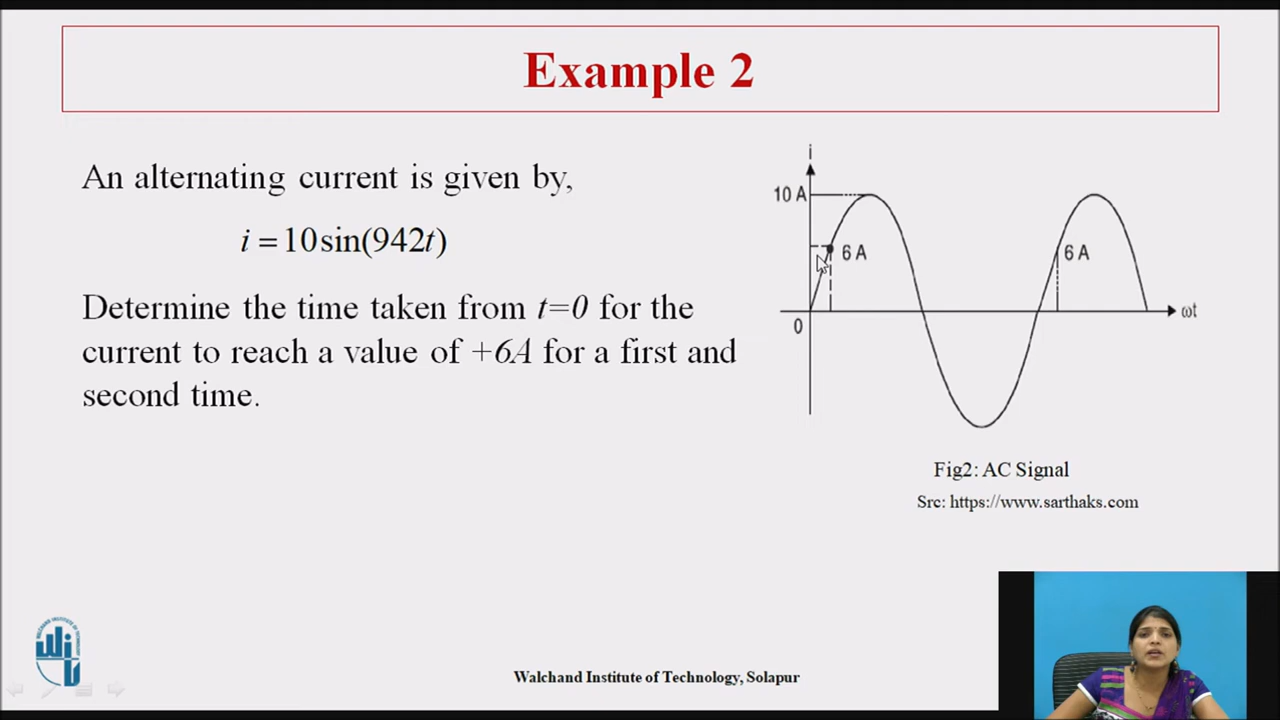 Example 2
An alternating current is given by,
i = 10 sin(942t)
Determine the time taken from t=0 for the
current to reach a value of +6A for a first and
second time.
i
10 A
6 A
6 A
0
ωt
Fig2: AC Signal
Src: https://www.sarthaks.com
Walchand Institute of Technology, Solapur